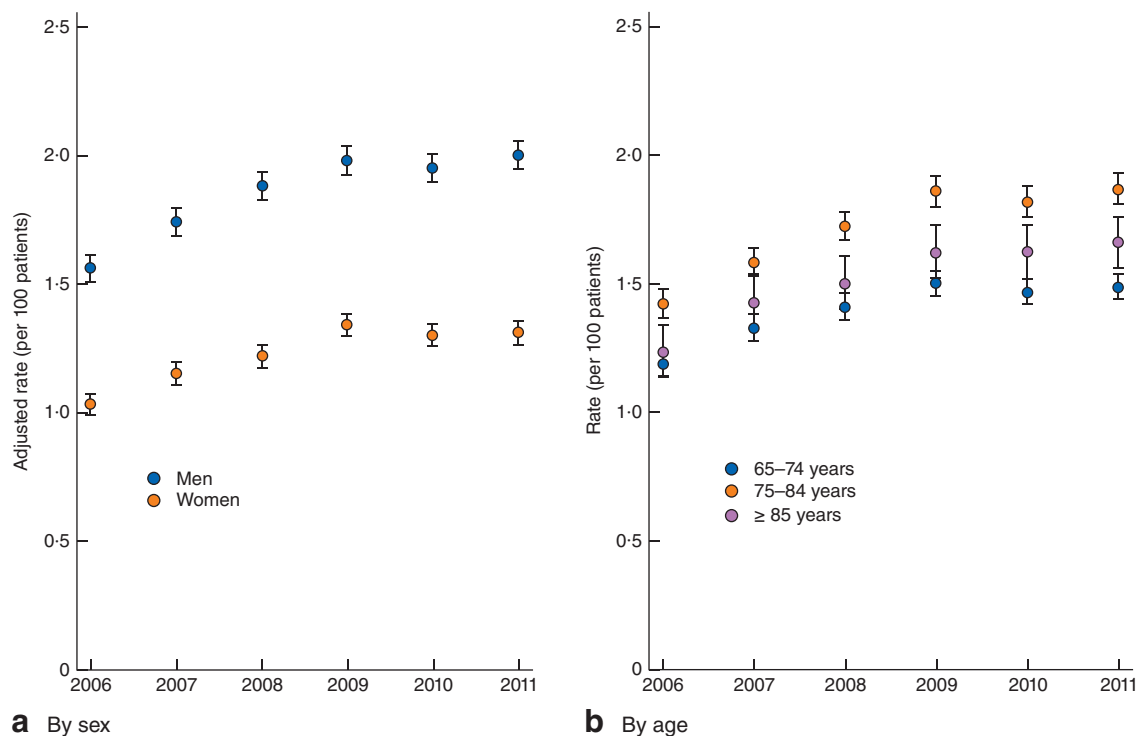 2·5
2·0
1·5
1·0
0·5
0
Adjusted rate (per 100 patients)
Men
Women
2006 2007 2008 2009 2010 2011
a By sex
2·5
2·0
1·5
1·0
0·5
0
Rate (per 100 patients)
65–74 years
75–84 years
≥ 85 years
2006 2007 2008 2009 2010 2011
b By age